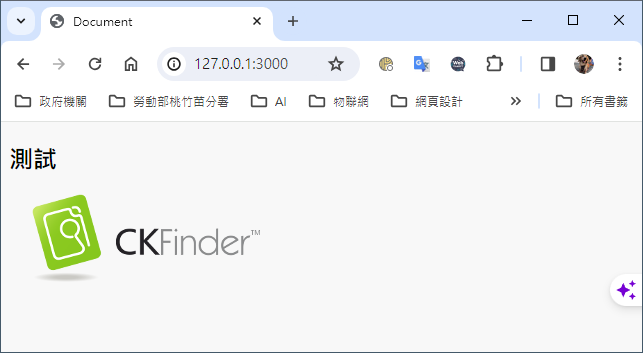 Document
127.0.0.1:3000
政府機關 勞動部桃竹苗分署 AI 物聯網 網頁設計 所有書籤
測試
CKFinder™